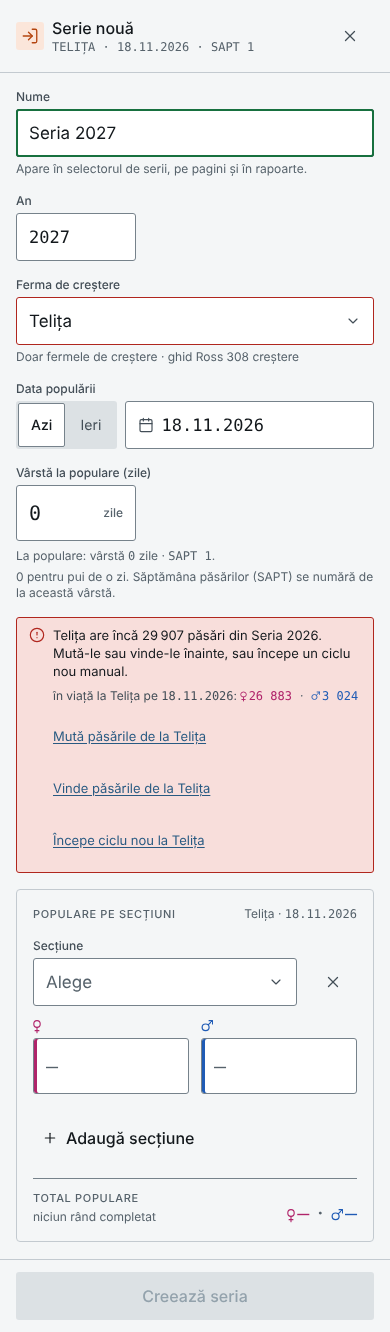 Serie nouă
TELIȚA · 18.11.2026 · SAPT 1
Nume
Seria 2027
Apare în selectorul de serii, pe pagini și în rapoarte.
An
2027
Ferma de creștere
Telița
Doar fermele de creștere · ghid Ross 308 creștere
Data populării
Azi
Ieri
18.11.2026
Vârstă la populare (zile)
0 zile
La populare: vârstă 0 zile · SAPT 1.
0 pentru pui de o zi. Săptămâna păsărilor (SAPT) se numără de
la această vârstă.
Telița are încă 29 907 păsări din Seria 2026.
Mută-le sau vinde-le înainte, sau începe un ciclu
nou manual.
în viață la Telița pe 18.11.2026: ♀26 883 · ♂3 024
Mută păsările de la Telița
Vinde păsările de la Telița
Începe ciclu nou la Telița
POPULARE PE SECȚIUNI
Telița · 18.11.2026
Secțiune
Alege
♀
♂
—
—
+ Adaugă secțiune
TOTAL POPULARE
niciun rând completat
♀— · ♂—
Creează seria